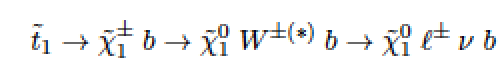 t̃₁ → χ̃₁± b → χ̃₁⁰ W±(*) b → χ̃₁⁰ ℓ± ν b